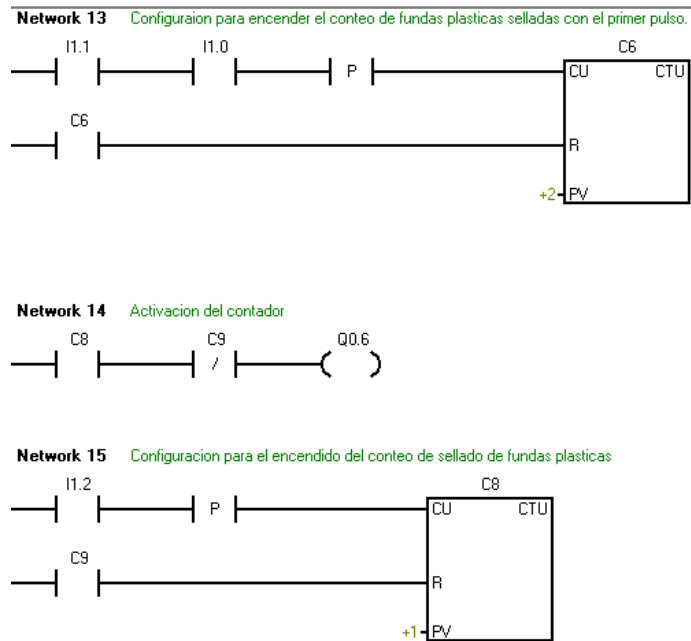 Network 13 Configuraion para encender el conteo de fundas plasticas selladas con el primer pulso.
I1.1 I1.0 C6
P CU CTU
C6
R
+2 PV
Network 14 Activacion del contador
C8 C9 Q0.6
/
Network 15 Configuracion para el encendido del conteo de sellado de fundas plasticas
I1.2 C8
P CU CTU
C9
R
+1 PV